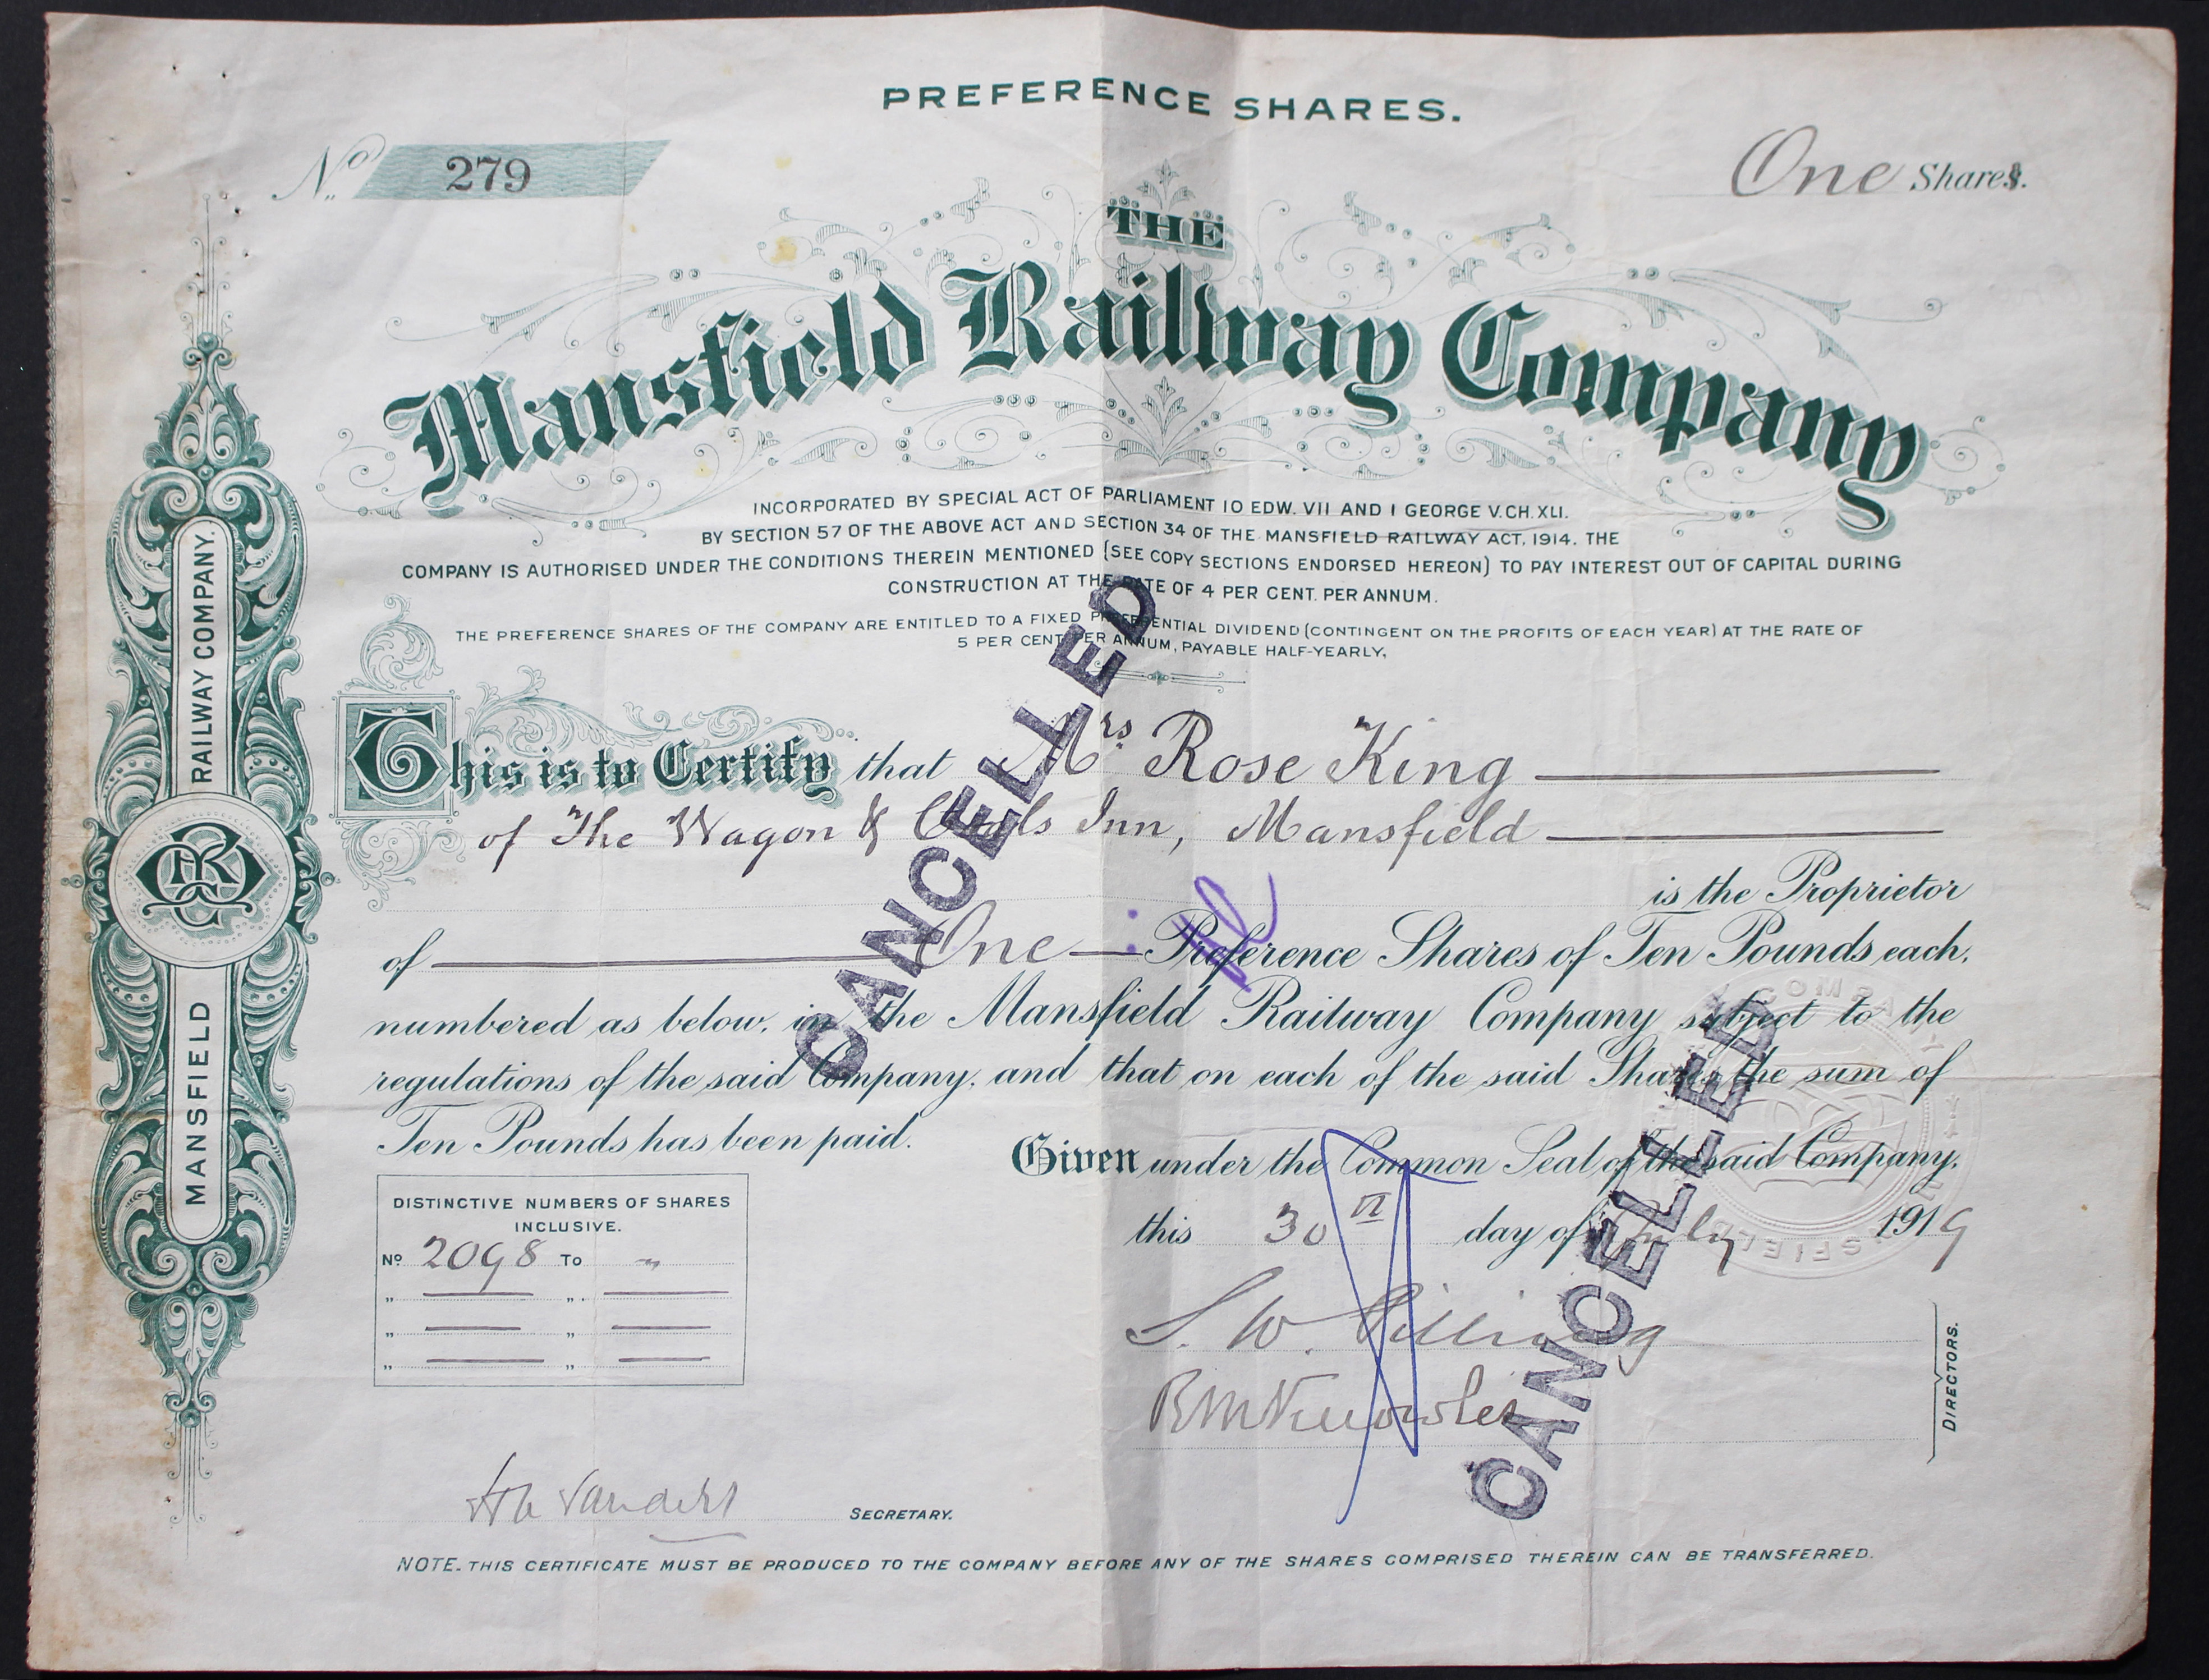 PREFERENCE SHARES.
No. 279
One Shares.
THE
Mansfield Railway Company
INCORPORATED BY SPECIAL ACT OF PARLIAMENT 10 EDW. VII AND 1 GEORGE V. CH. XLI.
BY SECTION 57 OF THE ABOVE ACT AND SECTION 34 OF THE MANSFIELD RAILWAY ACT, 1914. THE
COMPANY IS AUTHORISED UNDER THE CONDITIONS THEREIN MENTIONED (SEE COPY SECTIONS ENDORSED HEREON) TO PAY INTEREST OUT OF CAPITAL DURING
CONSTRUCTION AT THE RATE OF 4 PER CENT. PER ANNUM.
THE PREFERENCE SHARES OF THE COMPANY ARE ENTITLED TO A FIXED PREFERENTIAL DIVIDEND (CONTINGENT ON THE PROFITS OF EACH YEAR) AT THE RATE OF
5 PER CENT PER ANNUM, PAYABLE HALF-YEARLY.
This is to Certify that Mrs. Rose King
of The Wagon & Inn, Mansfield
is the Proprietor
of One Preference Shares of Ten Pounds each,
numbered as below, in the Mansfield Railway Company subject to the
regulations of the said Company, and that on each of the said Shares the sum of
Ten Pounds has been paid.
Given under the Common Seal of the said Company,
this 30th day of July 1919
DISTINCTIVE NUMBERS OF SHARES
INCLUSIVE.
No 2098 To "
" "
" "
" "
S. W. Billing
R M Knowles
DIRECTORS.
Sanders SECRETARY.
NOTE. THIS CERTIFICATE MUST BE PRODUCED TO THE COMPANY BEFORE ANY OF THE SHARES COMPRISED THEREIN CAN BE TRANSFERRED.
MANSFIELD RAILWAY COMPANY.
CANCELLED
CANCELLED